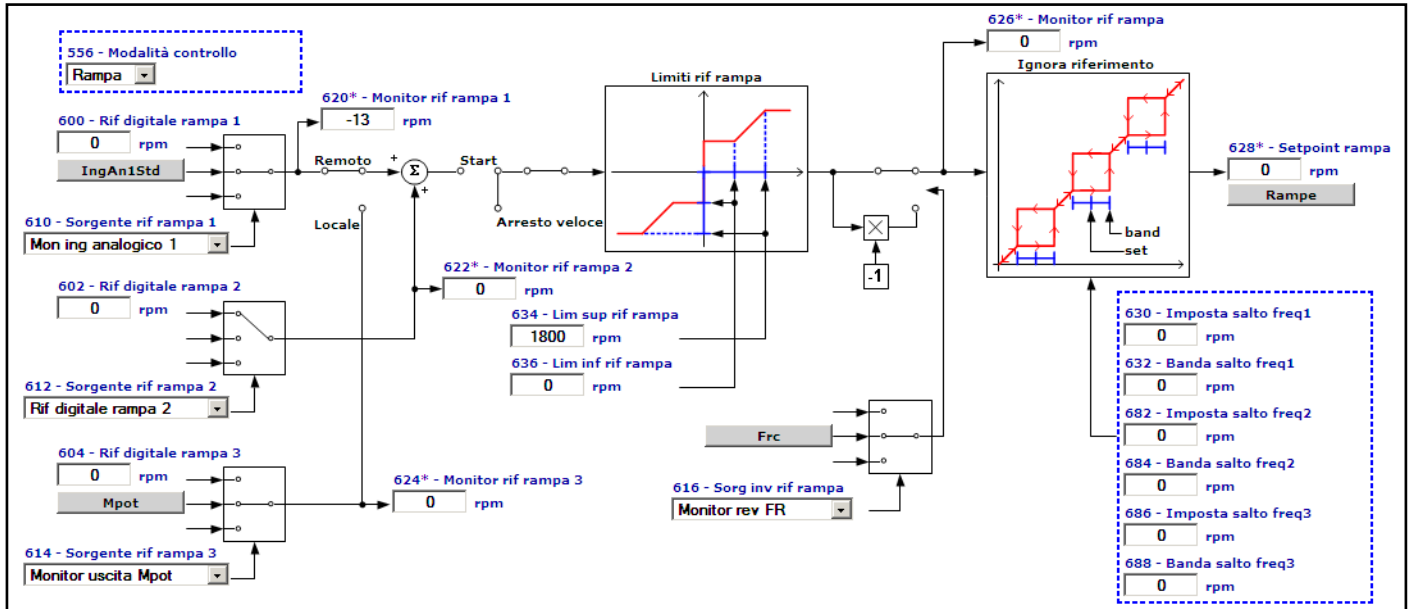 556 - Modalità controllo
Rampa
600 - Rif digitale rampa 1
0 rpm
IngAn1Std
610 - Sorgente rif rampa 1
Mon ing analogico 1
620* - Monitor rif rampa 1
-13 rpm
Remoto
Locale
+
Σ
+
Start
Arresto veloce
602 - Rif digitale rampa 2
0 rpm
612 - Sorgente rif rampa 2
Rif digitale rampa 2
622* - Monitor rif rampa 2
0 rpm
604 - Rif digitale rampa 3
0 rpm
Mpot
614 - Sorgente rif rampa 3
Monitor uscita Mpot
624* - Monitor rif rampa 3
0 rpm
Limiti rif rampa
634 - Lim sup rif rampa
1800 rpm
636 - Lim inf rif rampa
0 rpm
Frc
616 - Sorg inv rif rampa
Monitor rev FR
×
-1
626* - Monitor rif rampa
0 rpm
Ignora riferimento
band
set
628* - Setpoint rampa
0 rpm
Rampe
630 - Imposta salto freq1
0 rpm
632 - Banda salto freq1
0 rpm
682 - Imposta salto freq2
0 rpm
684 - Banda salto freq2
0 rpm
686 - Imposta salto freq3
0 rpm
688 - Banda salto freq3
0 rpm